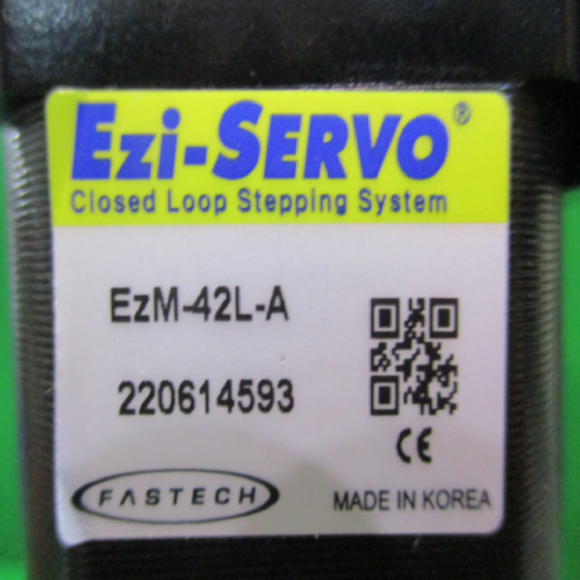 Ezi-SERVO®
Closed Loop Stepping System
EzM-42L-A
220614593
CE
FASTECH
MADE IN KOREA